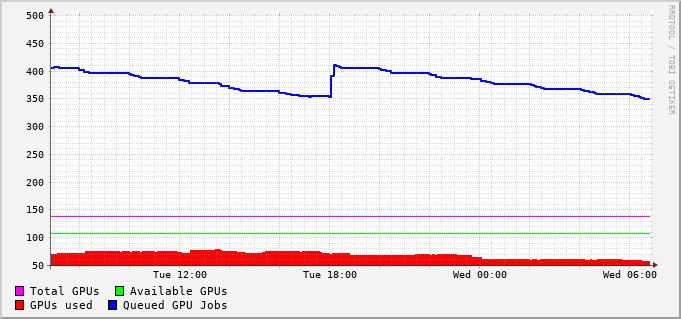 500
450
400
350
300
250
200
150
100
50
Tue 12:00 Tue 18:00 Wed 00:00 Wed 06:00
Total GPUs Available GPUs
GPUs used Queued GPU Jobs
RRDTOOL / TOBI OETIKER